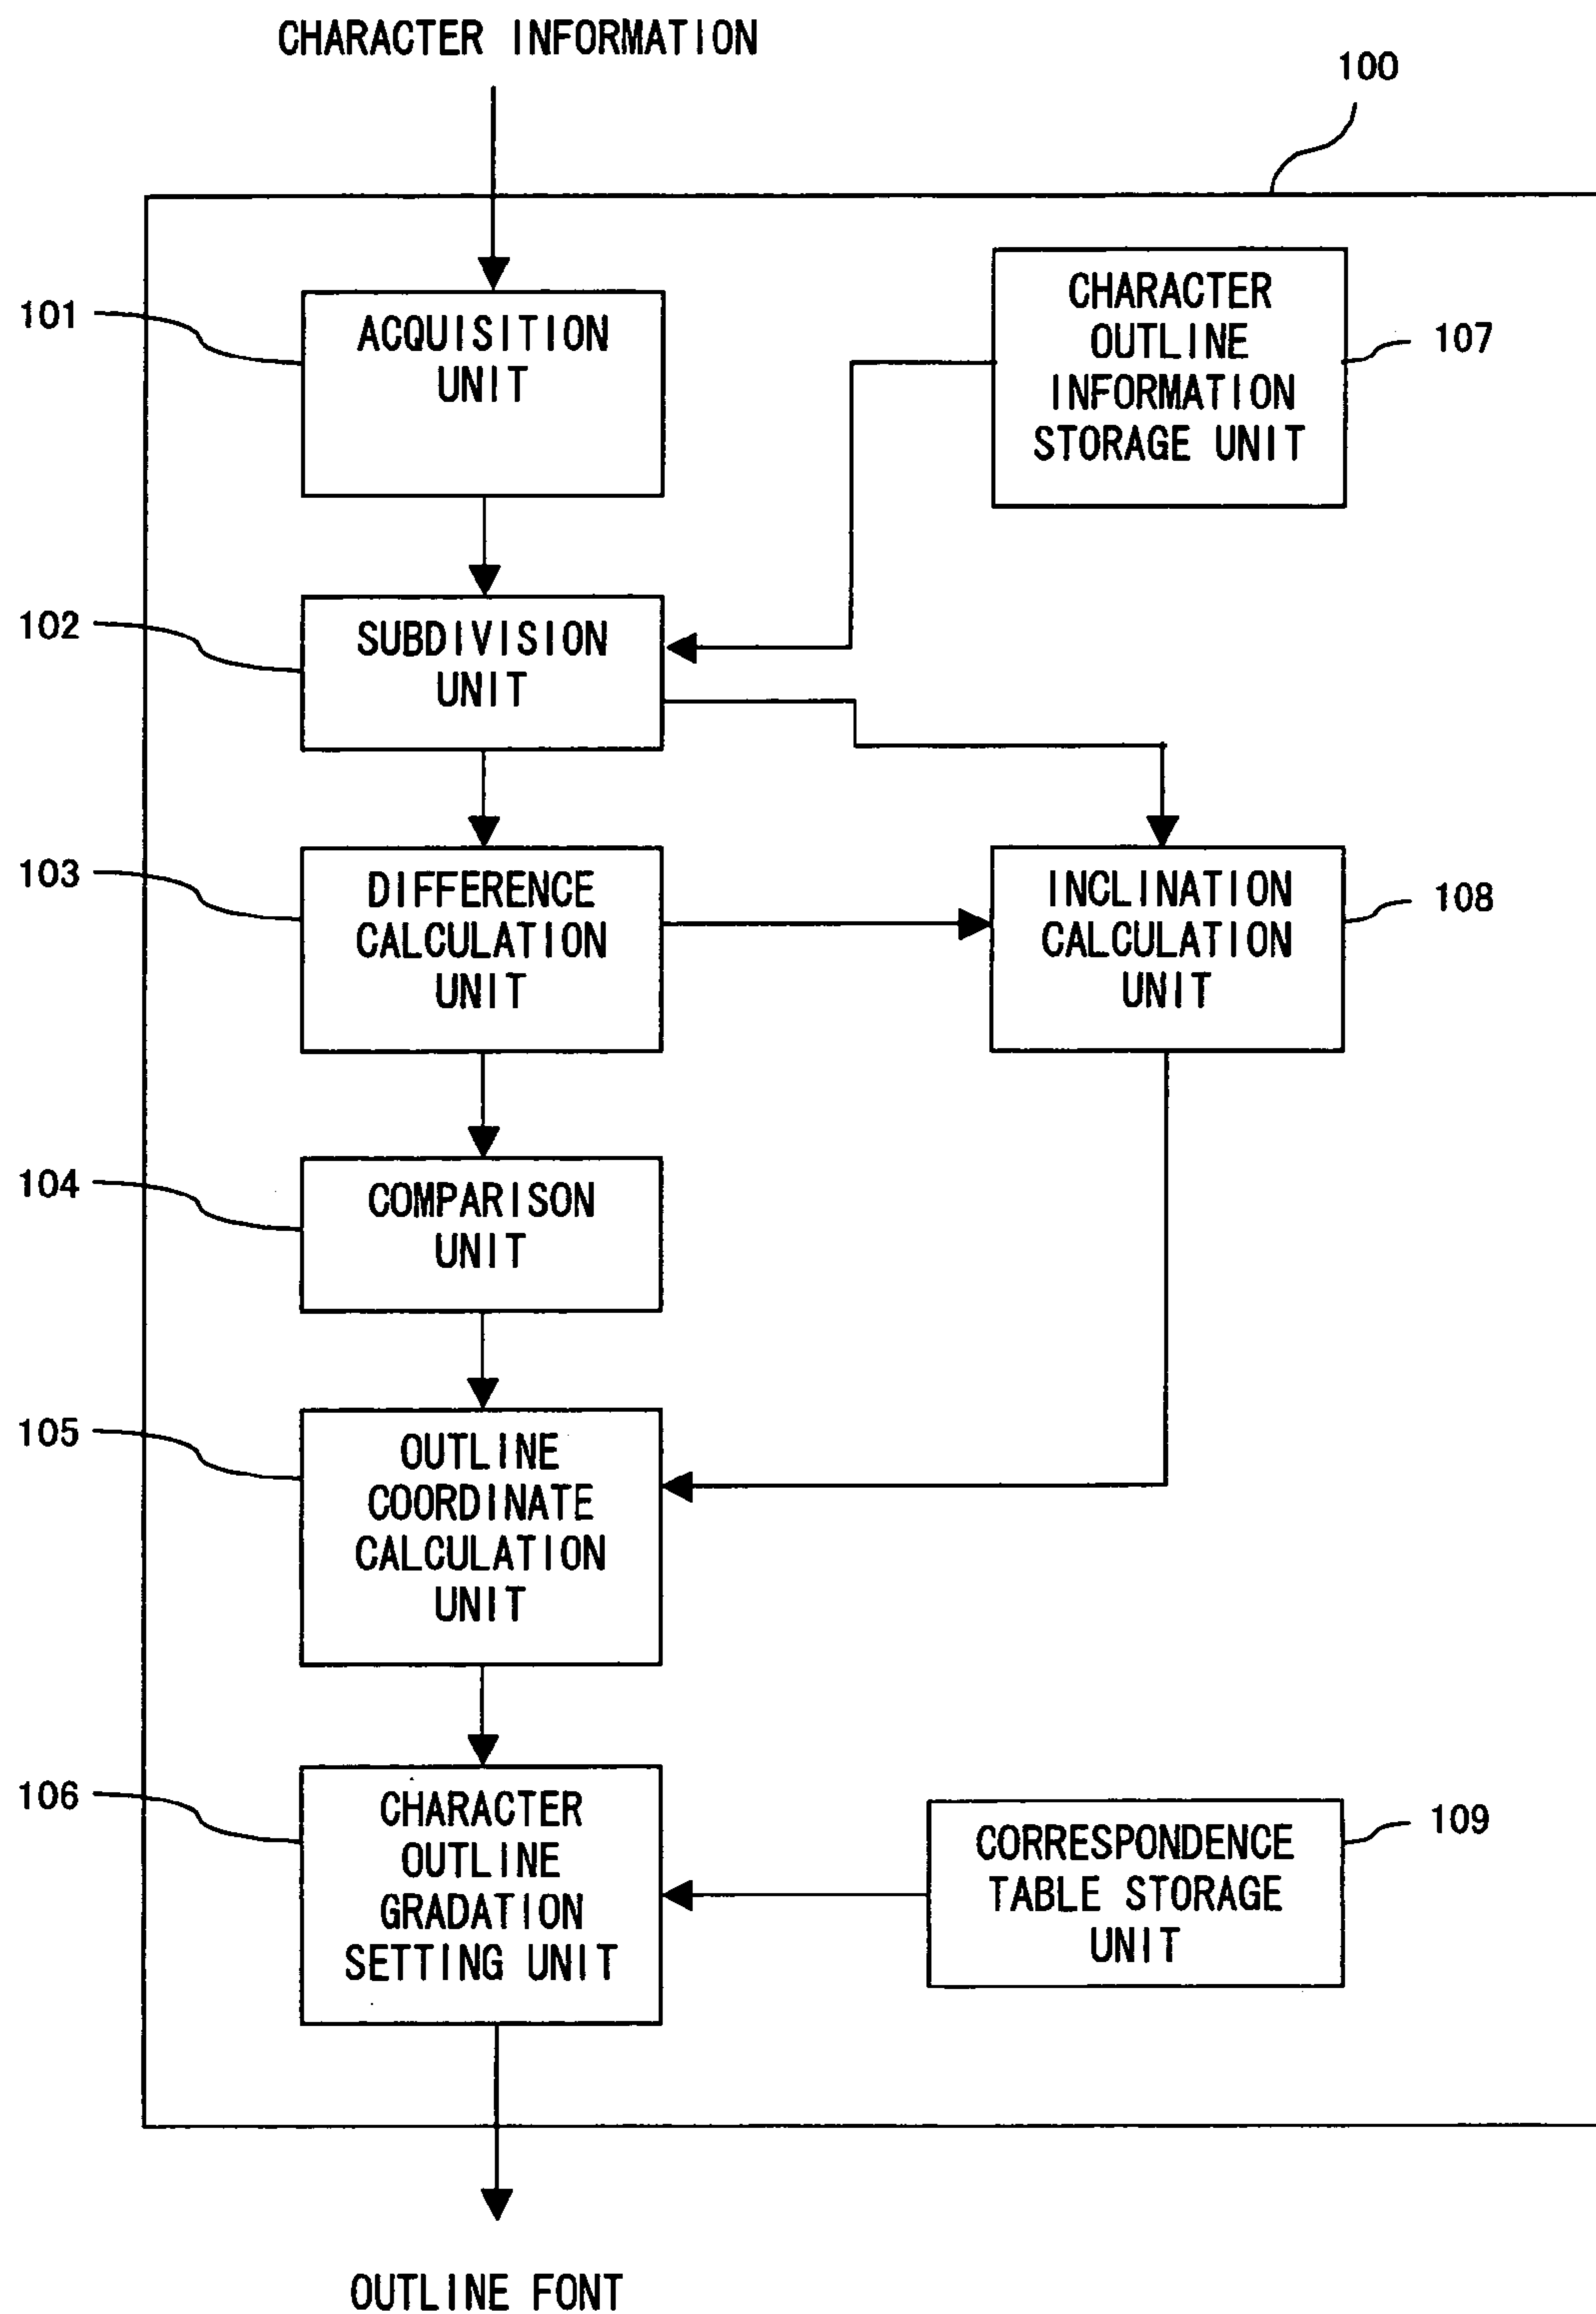 CHARACTER INFORMATION
100
101
ACQUISITION
UNIT
CHARACTER
OUTLINE
INFORMATION
STORAGE UNIT
107
102
SUBDIVISION
UNIT
103
DIFFERENCE
CALCULATION
UNIT
INCLINATION
CALCULATION
UNIT
108
104
COMPARISON
UNIT
105
OUTLINE
COORDINATE
CALCULATION
UNIT
106
CHARACTER
OUTLINE
GRADATION
SETTING UNIT
CORRESPONDENCE
TABLE STORAGE
UNIT
109
OUTLINE FONT